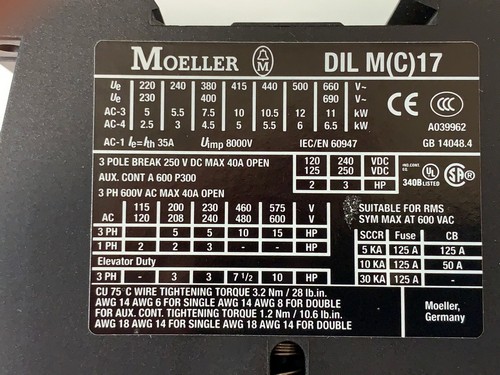 MOELLER M DIL M(C)17
Ue 220 240 380 415 440 500 660 V~
Ue 230 400 690 V~
AC-3 5 5.5 7.5 10 10.5 12 11 kW
AC-4 2.5 3 4.5 5 5.5 6 6.5 kW
AC-1 Ie=Ith 35A Uimp 8000V IEC/EN 60947
CE CCC
A039962
GB 14048.4
3 POLE BREAK 250 V DC MAX 40A OPEN
AUX. CONT A 600 P300
3 PH 600V AC MAX 40A OPEN
120 240 VDC
125 250 VDC
2 3 HP
IND.CONT.
EQ.
340B UL LISTED SA
115 200 230 460 575 V
AC 120 208 240 480 600 V
3 PH 5 5 10 15 HP
1 PH 2 2 3 - - HP
Elevator Duty
3 PH - 3 3 7 1/2 10 HP
SUITABLE FOR RMS
SYM MAX AT 600 VAC
SCCR Fuse CB
5 KA 125 A 125 A
10 KA 125 A 50 A
30 KA 125 A -
CU 75°C WIRE TIGHTENING TORQUE 3.2 Nm / 28 lb.in.
AWG 14 AWG 6 FOR SINGLE AWG 14 AWG 8 FOR DOUBLE
FOR AUX. CONT. TIGHTENING TORQUE 1.2 Nm / 10.6 lb.in.
AWG 18 AWG 14 FOR SINGLE AWG 18 AWG 14 FOR DOUBLE
Moeller,
Germany